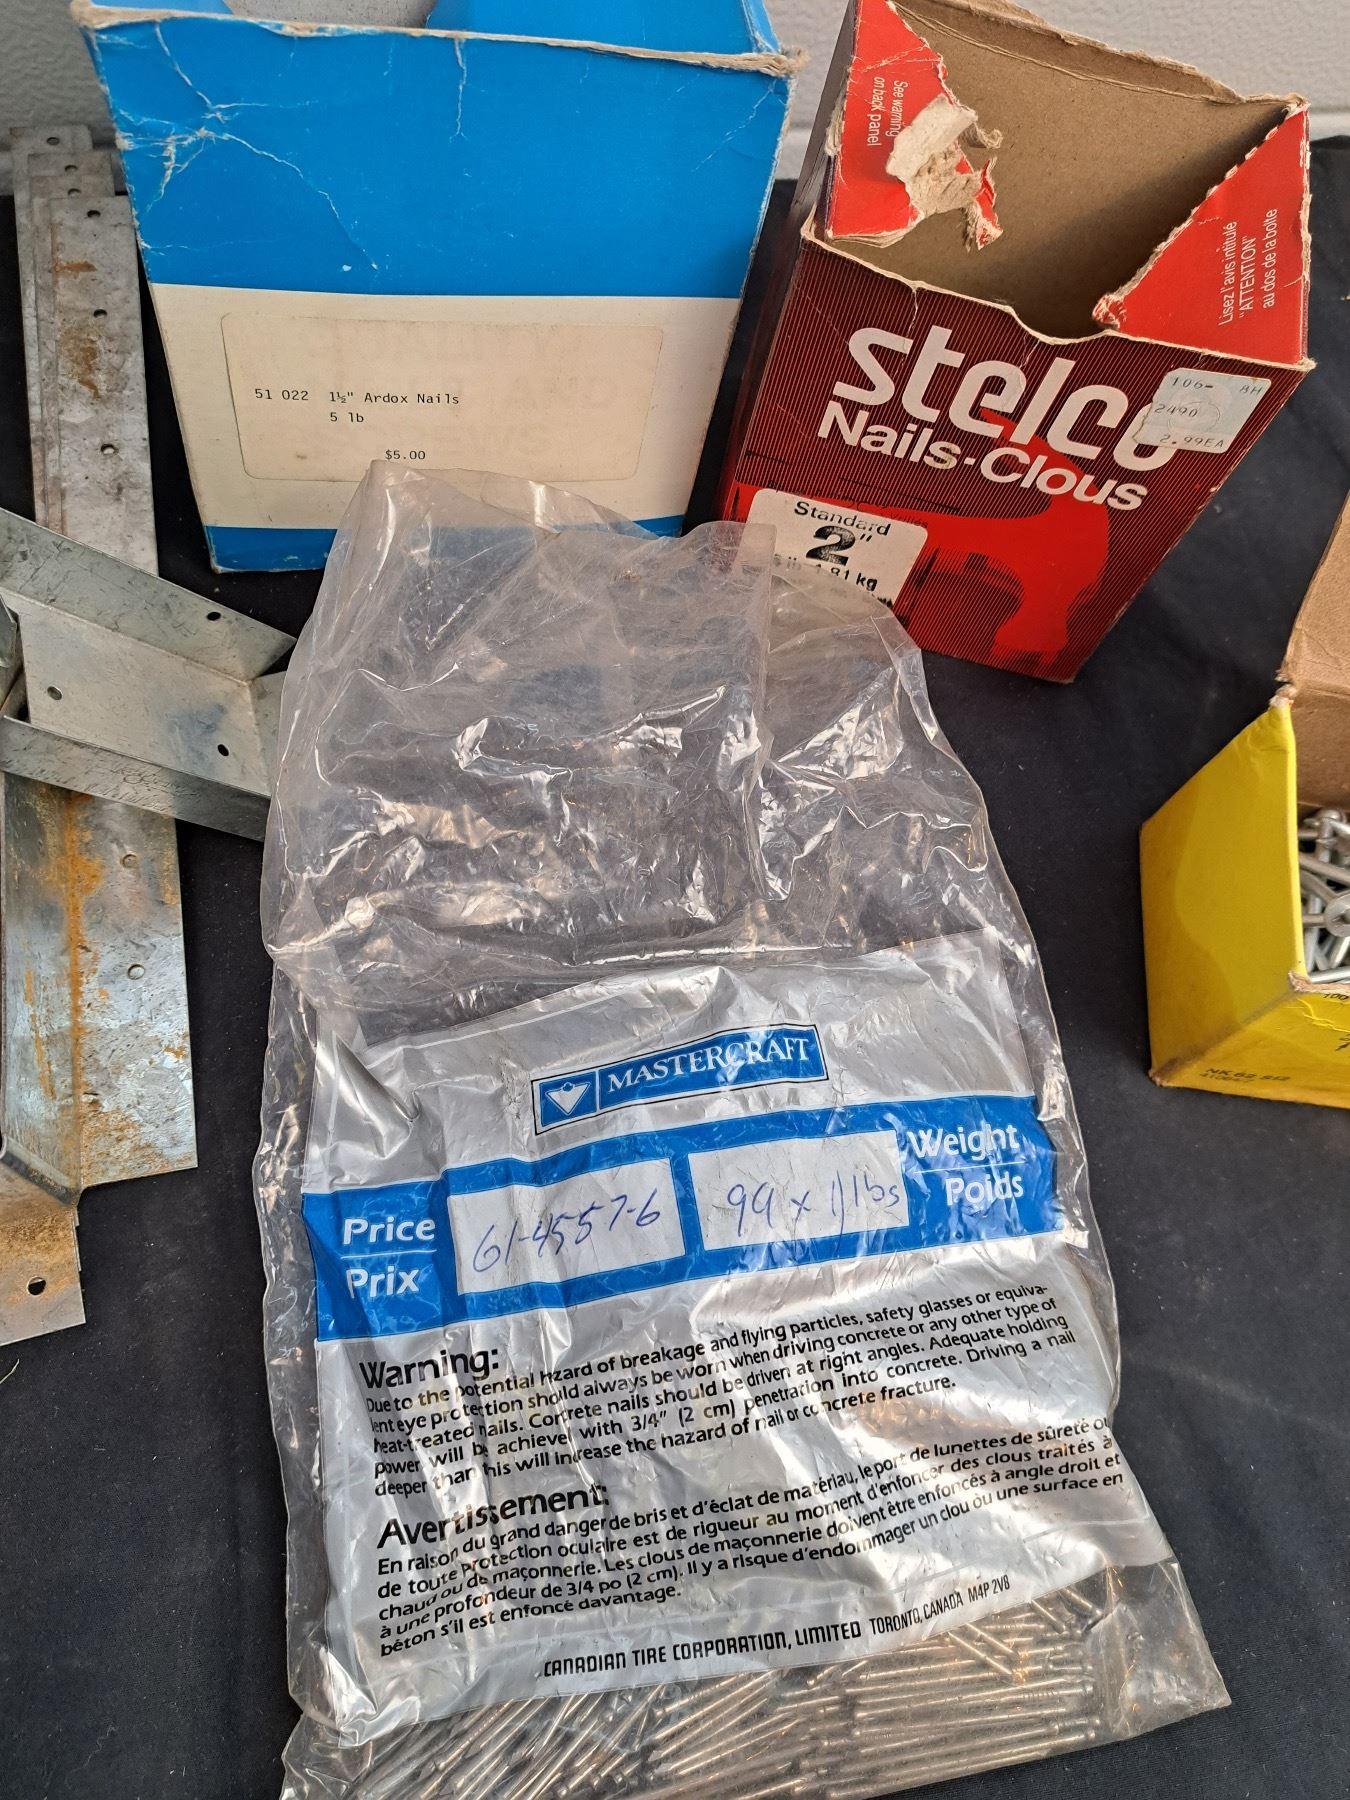 51 022 1½" Ardox Nails
5 lb
$5.00
See warning
on back panel
Lisez l'avis intitulé
"ATTENTION"
au dos de la boîte
stelco
Nails·Clous
106- BH
2490
2.99EA
Standard
2"
1.81 kg
MASTERCRAFT
Price
Prix
61-4557-6
99 x 1 lbs
Weight
Poids
Warning:
Due to the potential hzard of breakage and flying particles, safety glasses or equiva-
lent eye protection should always be worn when driving concrete or any other type of
heat-treated nails. Concrete nails should be driven at right angles. Adequate holding
power will be achieved with 3/4" (2 cm) penetration into concrete. Driving a nail
deeper than this will increase the hazard of nail or concrete fracture.
Avertissement:
En raison du grand danger de bris et d'éclat de matériau, le port de lunettes de sûreté ou
de toute protection oculaire est de rigueur au moment d'enfoncer des clous traités à
chaud ou de maçonnerie. Les clous de maçonnerie doivent être enfoncés à angle droit et
à une profondeur de 3/4 po (2 cm). Il y a risque d'endommager un clou ou une surface en
béton s'il est enfoncé davantage.
CANADIAN TIRE CORPORATION, LIMITED TORONTO, CANADA M4P 2V8